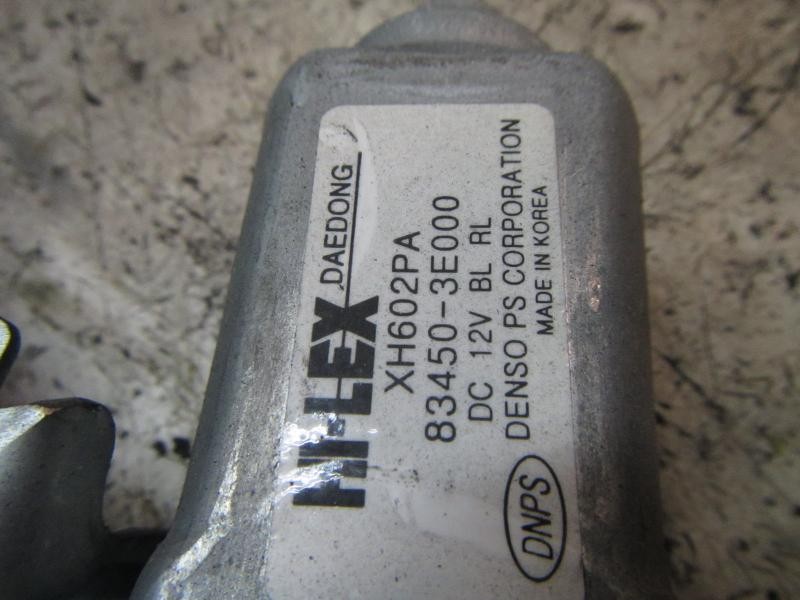 HI-LEX DAEDONG
XH602PA
83450-3E000
DC 12V BL RL
DENSO PS CORPORATION
DNPS MADE IN KOREA